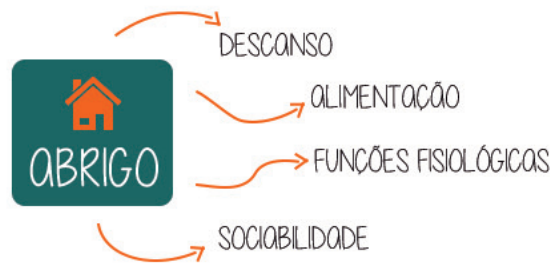 DESCANSO
ALIMENTAÇÃO
ABRIGO
FUNÇÕES FISIOLÓGICAS
SOCIABILIDADE